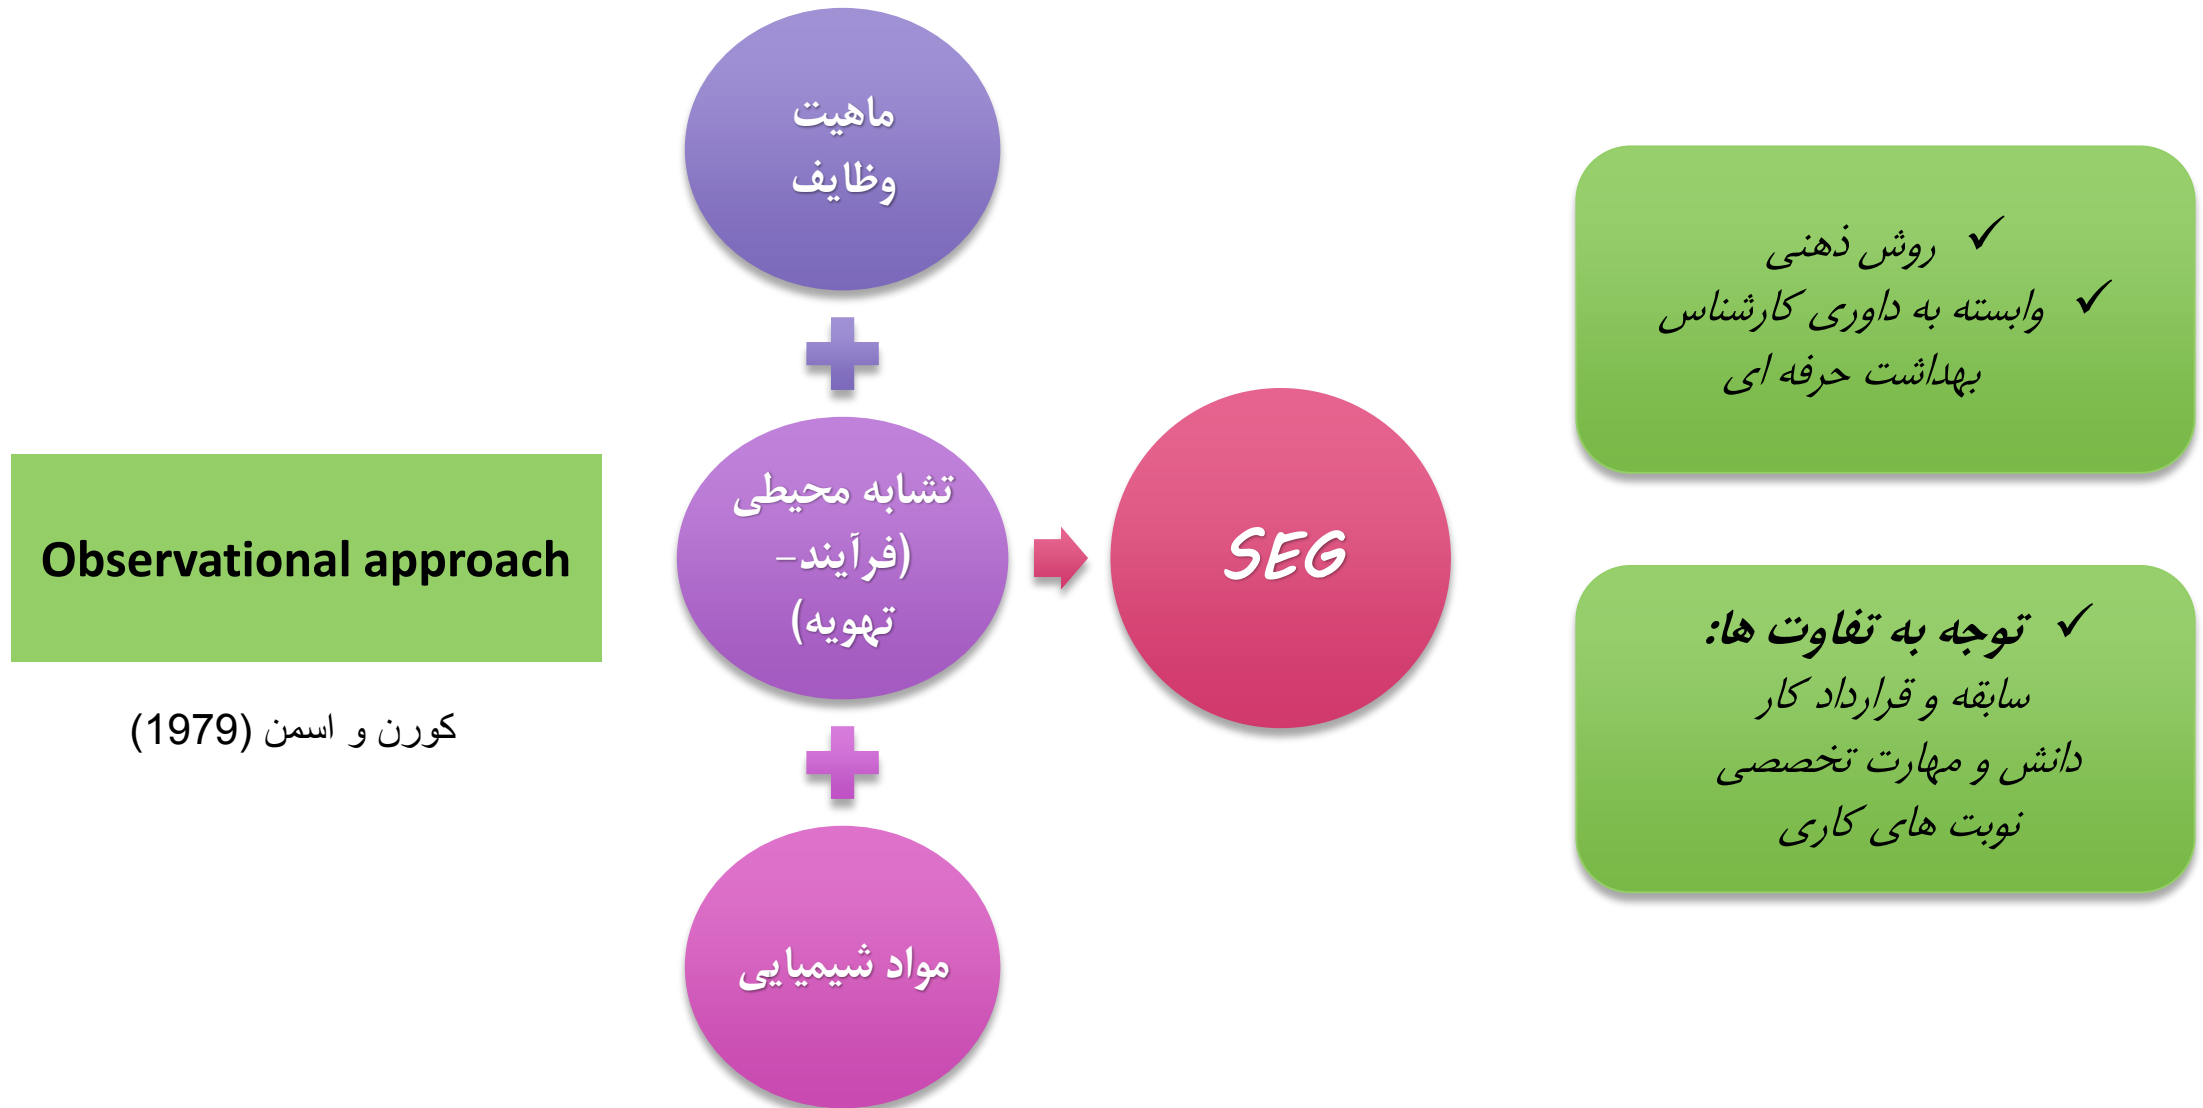 Observational approach
کورن و اسمن (1979)
ماهیت
وظایف
تشابه محیطی
(فرآیند-
تهویه)
مواد شیمیایی
SEG
✓ روش ذهنی
✓ وابسته به داوری کارشناس
بهداشت حرفه ای
✓ توجه به تفاوت ها:
سابقه و قرارداد کار
دانش و مهارت تخصصی
نوبت های کاری